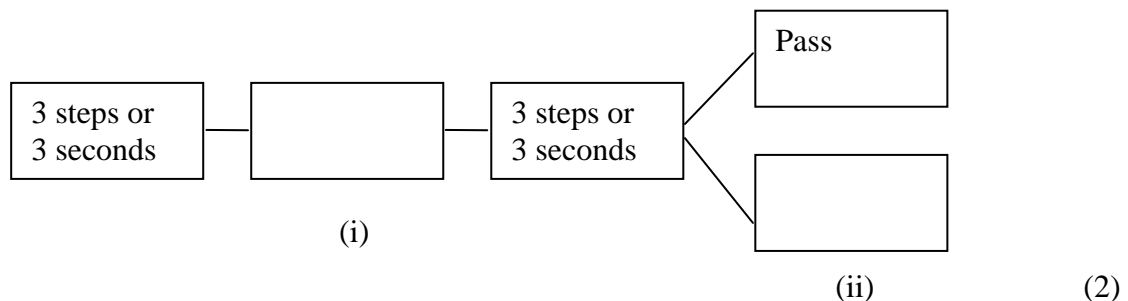 Pass
3 steps or
3 seconds
3 steps or
3 seconds
(i)
(ii)
(2)